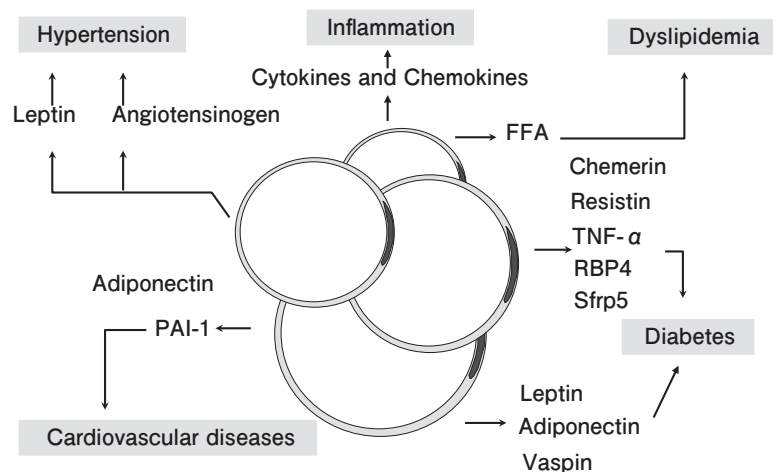 Hypertension
Inflammation
Dyslipidemia
Cytokines and Chemokines
Leptin
Angiotensinogen
FFA
Chemerin
Resistin
TNF-α
RBP4
Sfrp5
Adiponectin
PAI-1
Diabetes
Leptin
Adiponectin
Vaspin
Cardiovascular diseases